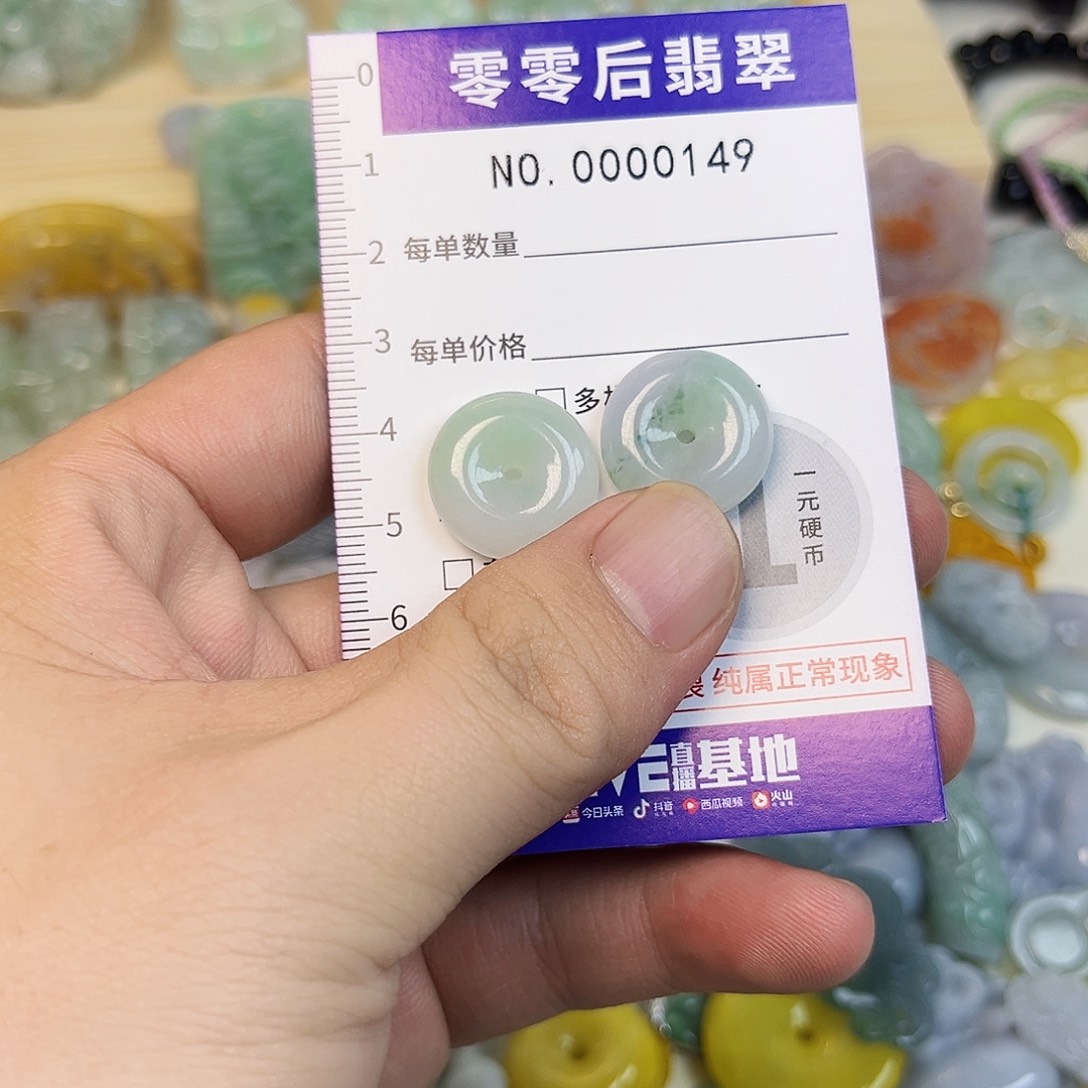 零零后翡翠
0
1
2
3
4
5
6
NO. 0000149
每单数量
每单价格
多
一元硬币
纯属正常现象
直播基地
今日头条 抖音 西瓜视频 火山